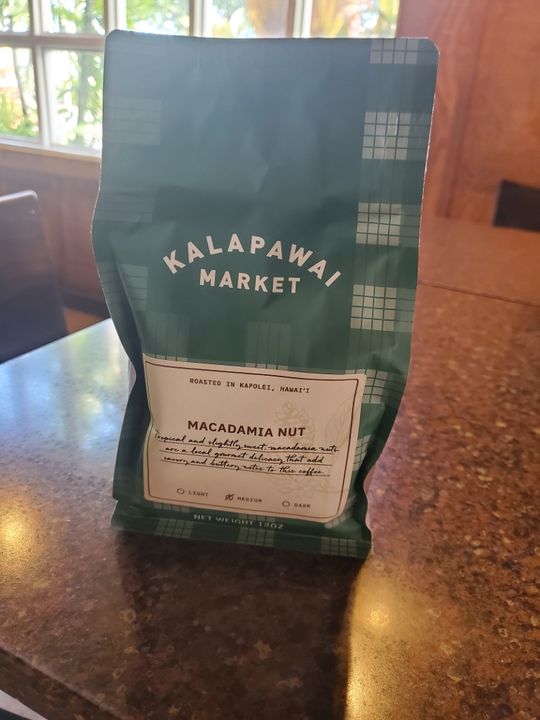 KALAPAWAI
MARKET
ROASTED IN KAPOLEI, HAWAI'I
MACADAMIA NUT
Tropical and slightly sweet, macadamia nuts
are a local gourmet delicacy that add
savory and buttery notes to this coffee.
LIGHT MEDIUM DARK
NET WEIGHT 12OZ